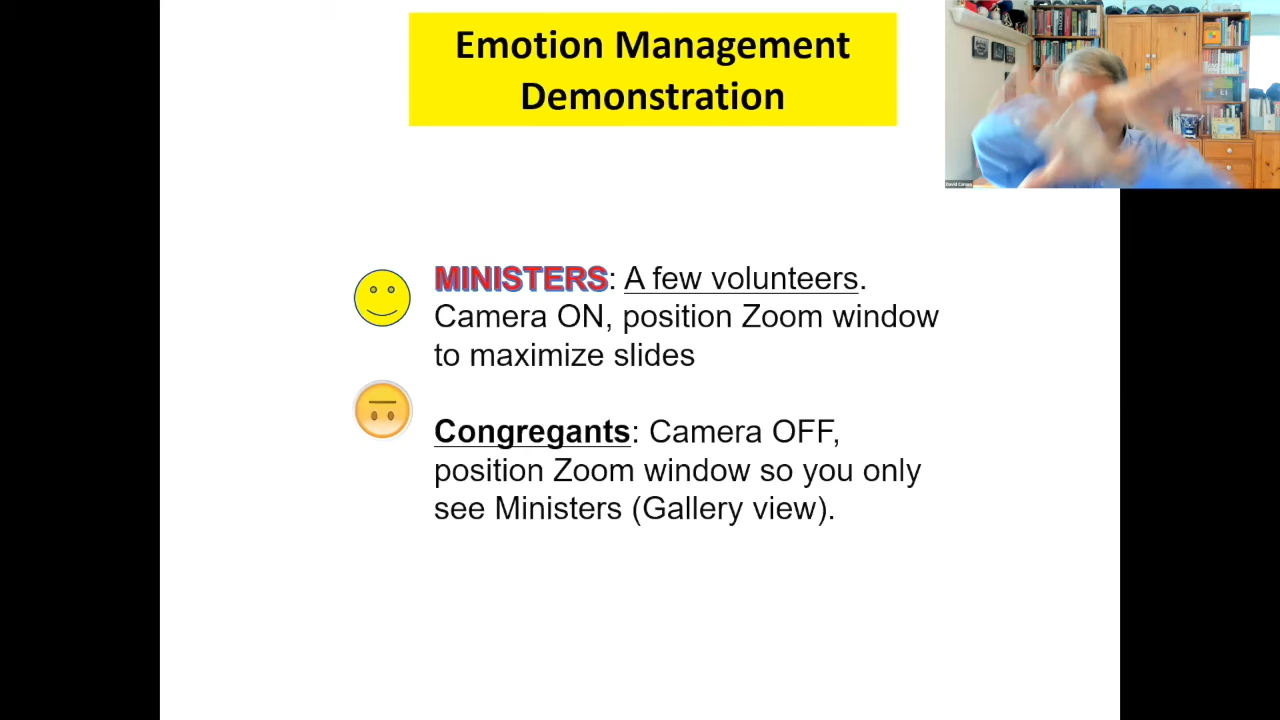 Emotion Management
Demonstration
MINISTERS: A few volunteers.
Camera ON, position Zoom window
to maximize slides
Congregants: Camera OFF,
position Zoom window so you only
see Ministers (Gallery view).